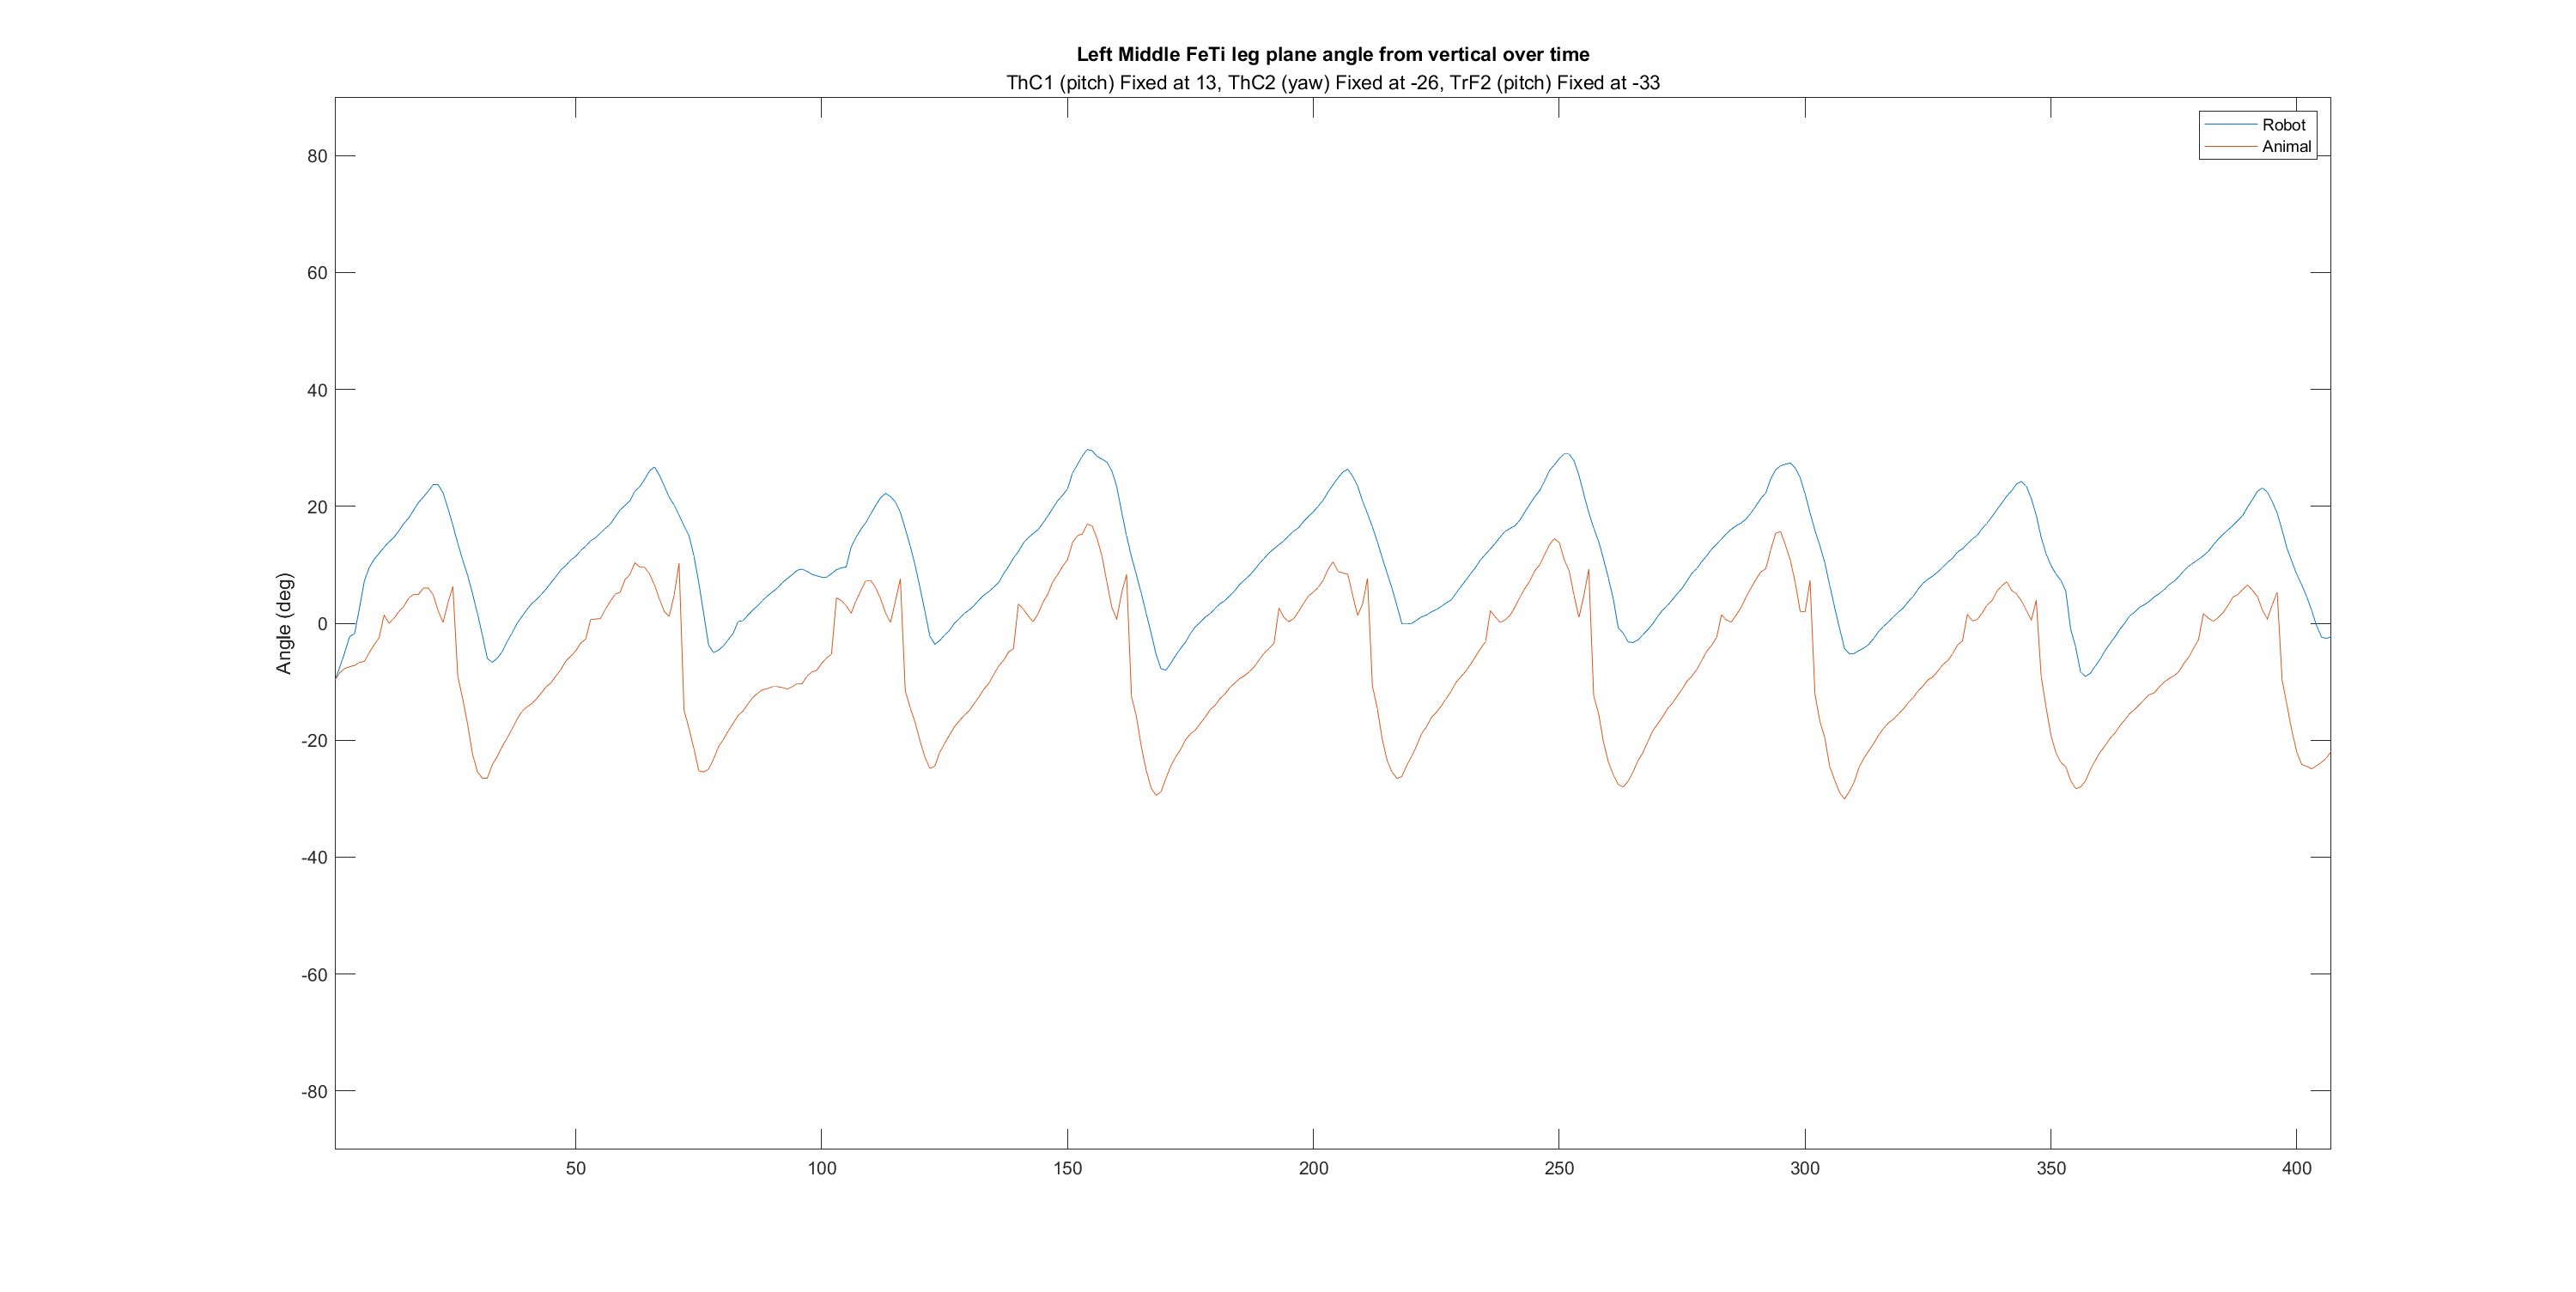 Left Middle FeTi leg plane angle from vertical over time
ThC1 (pitch) Fixed at 13, ThC2 (yaw) Fixed at -26, TrF2 (pitch) Fixed at -33
Robot
Animal
80
60
40
20
0
-20
-40
-60
-80
Angle (deg)
50 100 150 200 250 300 350 400